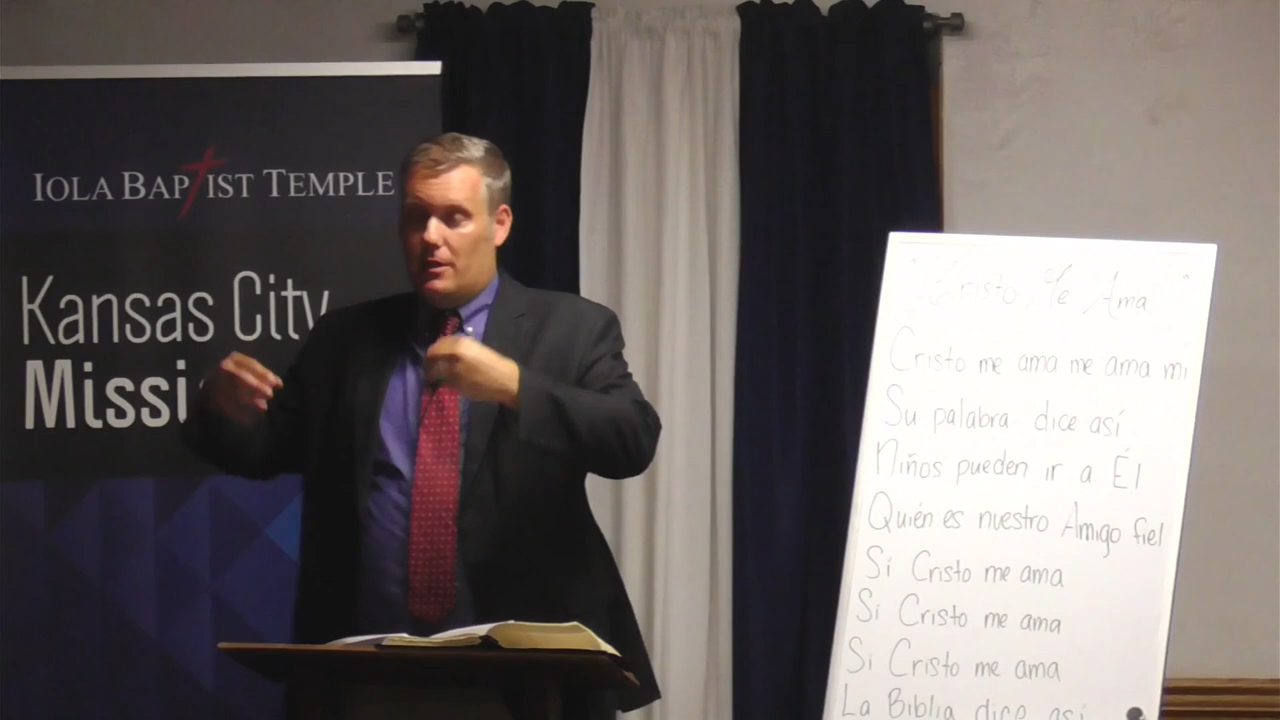 IOLA BAPTIST TEMPLE
Kansas City
Missi
"Cristo Me Ama"
Cristo me ama me ama mi
Su palabra dice así
Niños pueden ir a Él
Quién es nuestro Amigo fiel
Si Cristo me ama
Si Cristo me ama
Si Cristo me ama
La Biblia dice así